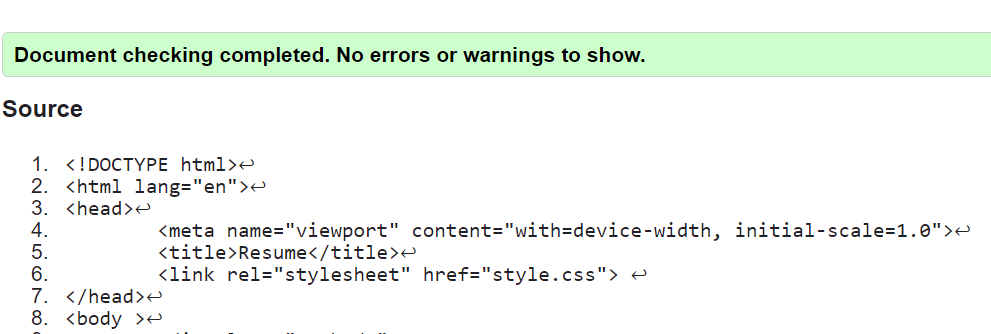 Document checking completed. No errors or warnings to show.
Source
1. <!DOCTYPE html>↩
2. <html lang="en">↩
3. <head>↩
4. <meta name="viewport" content="with=device-width, initial-scale=1.0">↩
5. <title>Resume</title>↩
6. <link rel="stylesheet" href="style.css"> ↩
7. </head>↩
8. <body >↩